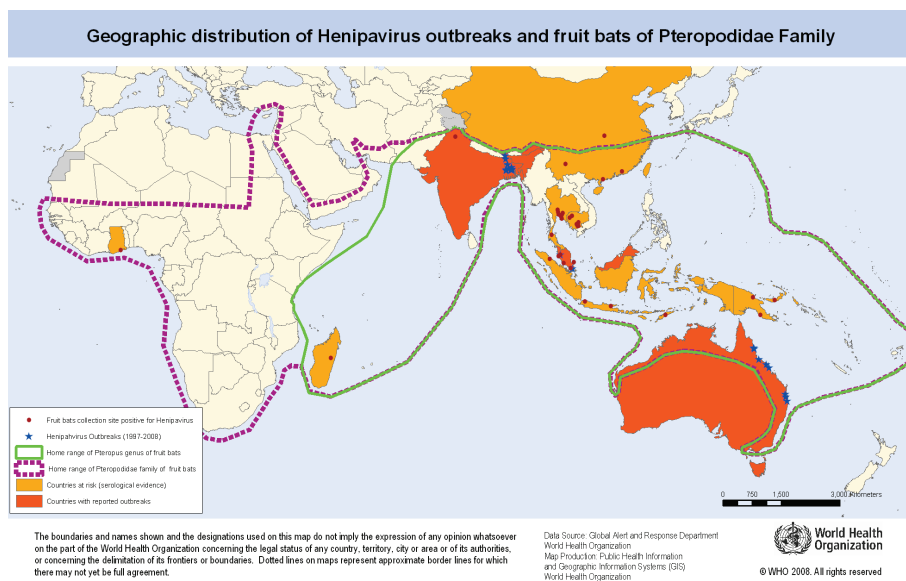 Geographic distribution of Henipavirus outbreaks and fruit bats of Pteropodidae Family
Fruit bats collection site positive for Henipavirus
Henipahvirus Outbreaks (1997-2008)
Home range of Pteropus genus of fruit bats
Home range of Pteropodidae family of fruit bats
Countries at risk (serological evidence)
Countries with reported outbreaks
0 750 1,500 3,000 Kilometers
The boundaries and names shown and the designations used on this map do not imply the expression of any opinion whatsoever
on the part of the World Health Organization concerning the legal status of any country, territory, city or area or of its authorities,
or concerning the delimitation of its frontiers or boundaries. Dotted lines on maps represent approximate border lines for which
there may not yet be full agreement.
Data Source: Global Alert and Response Department
World Health Organization
Map Production: Public Health Information
and Geographic Information Systems (GIS)
World Health Organization
World Health
Organization
© WHO 2008. All rights reserved